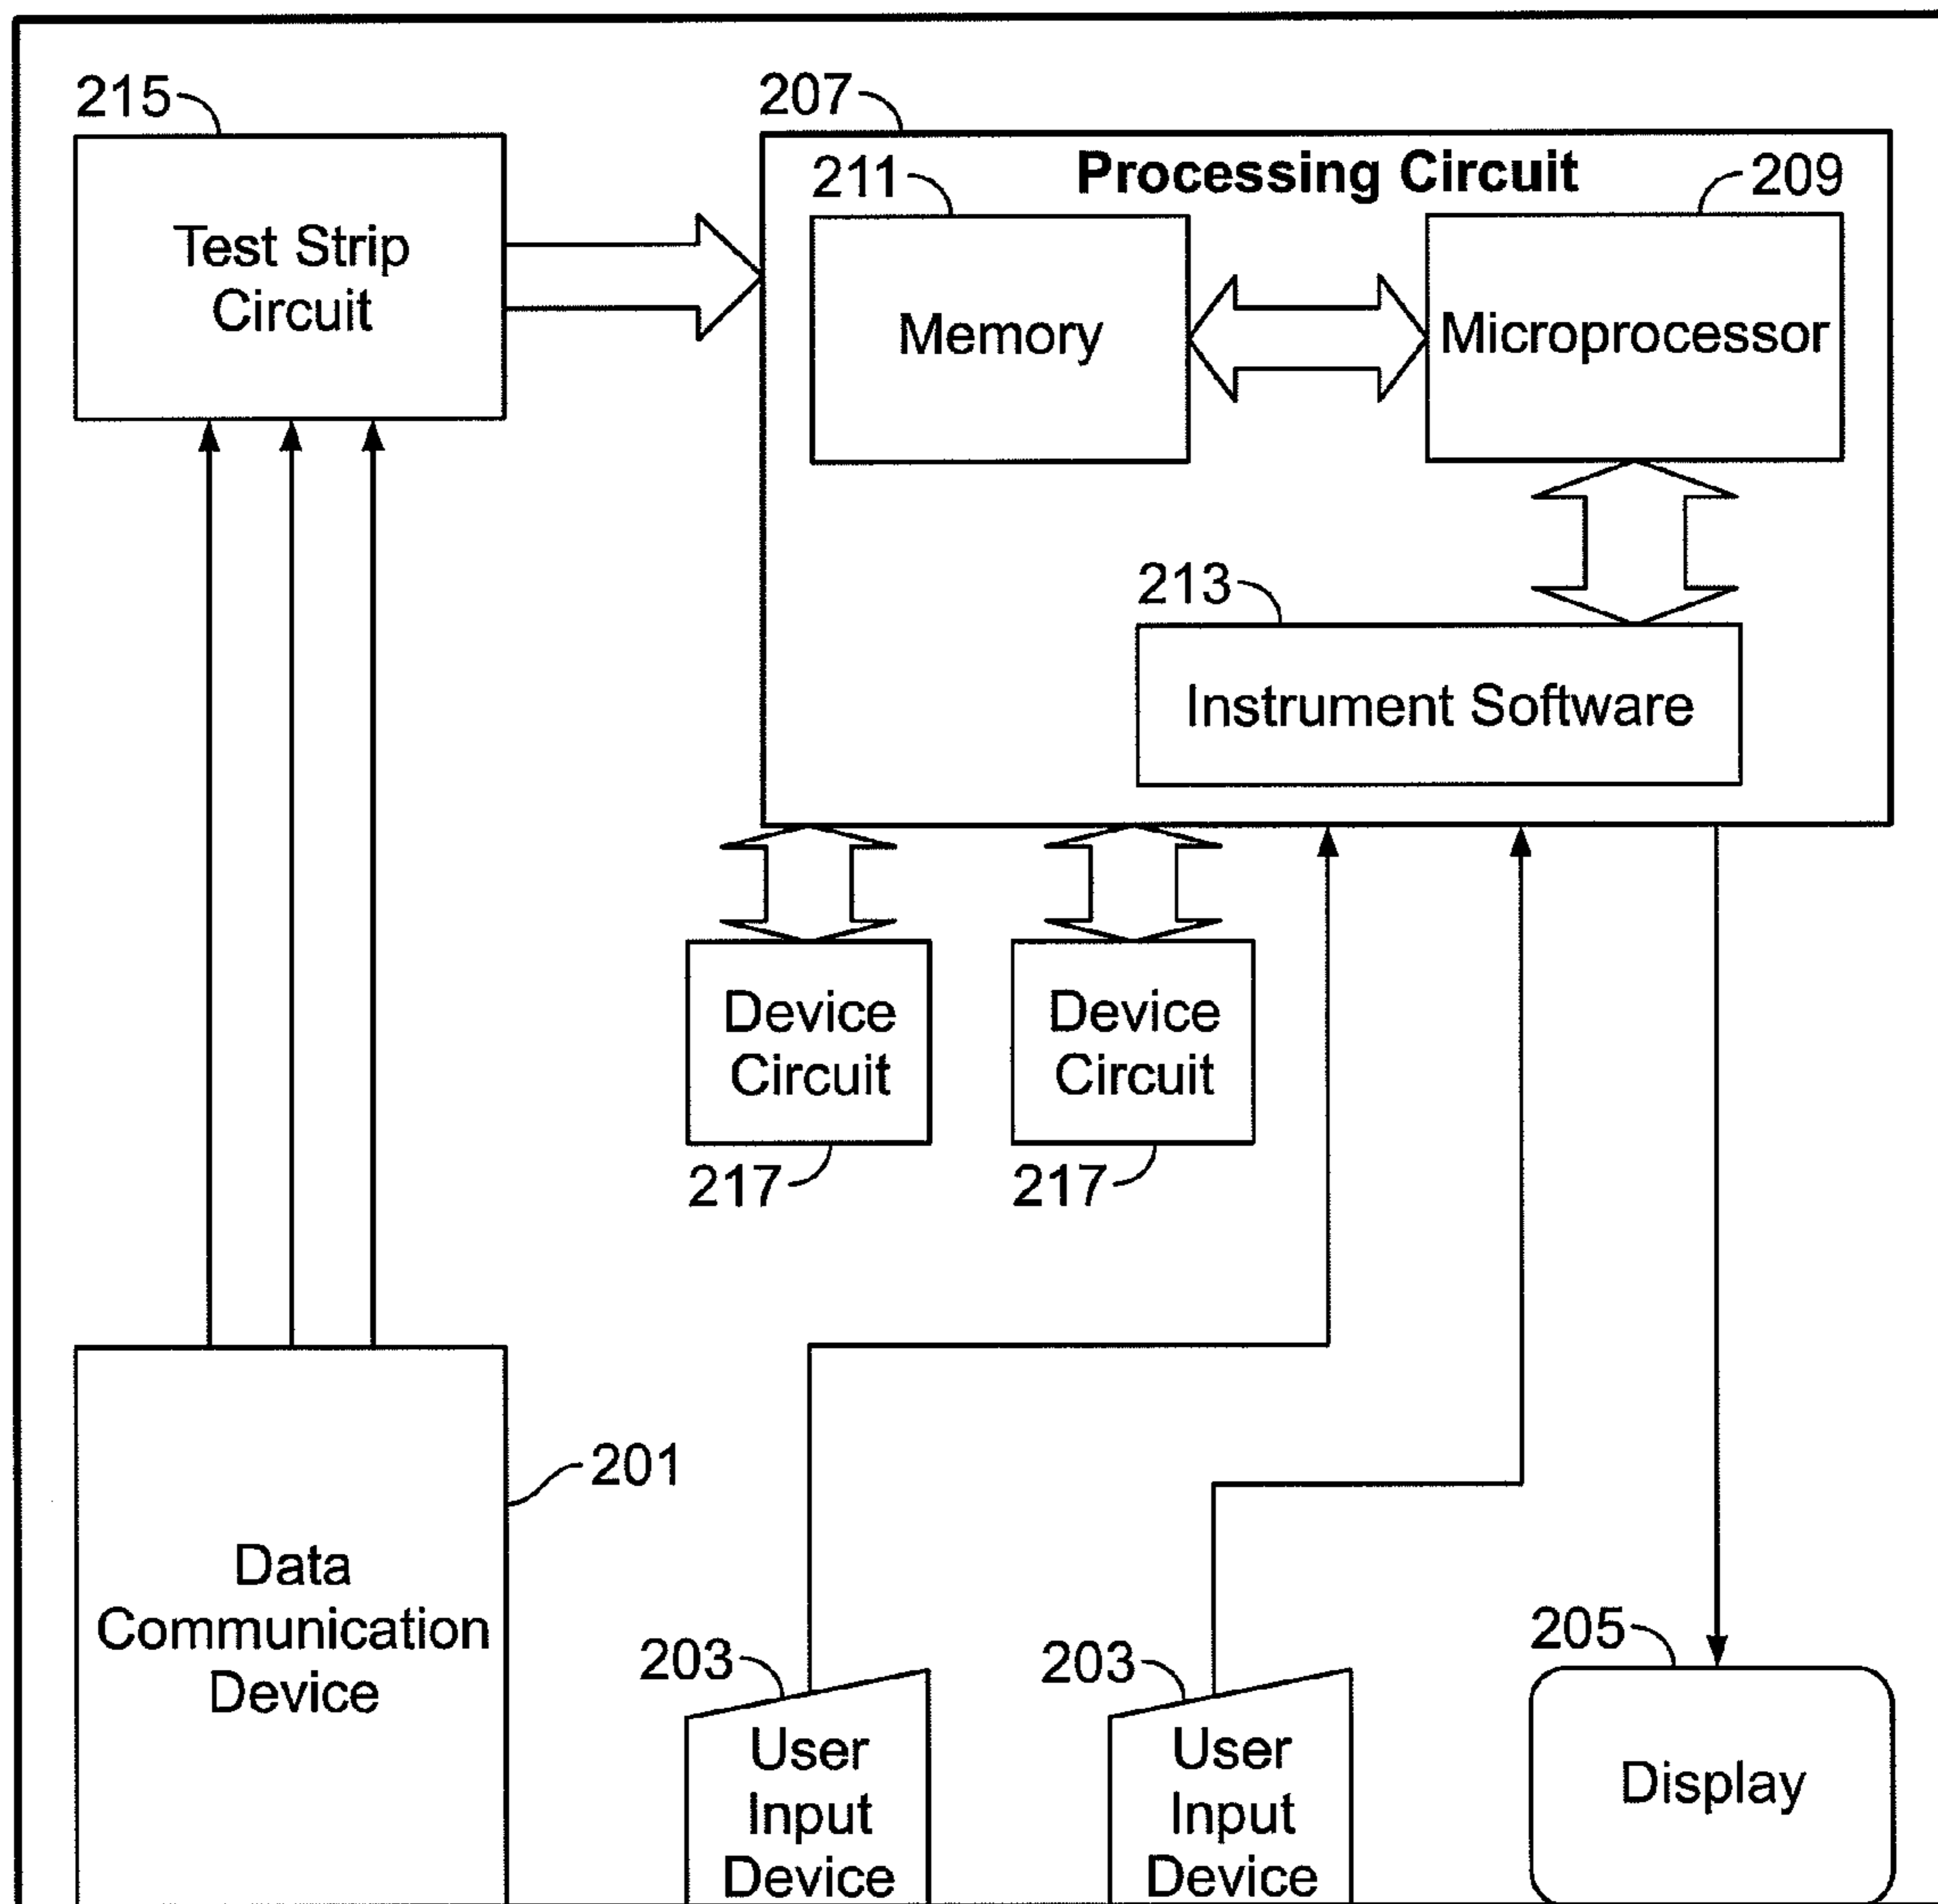 215
Test Strip
Circuit
207
Processing Circuit
211
Memory
209
Microprocessor
213
Instrument Software
Device
Circuit
217
Device
Circuit
217
201
Data
Communication
Device
203
User
Input
Device
203
User
Input
Device
205
Display